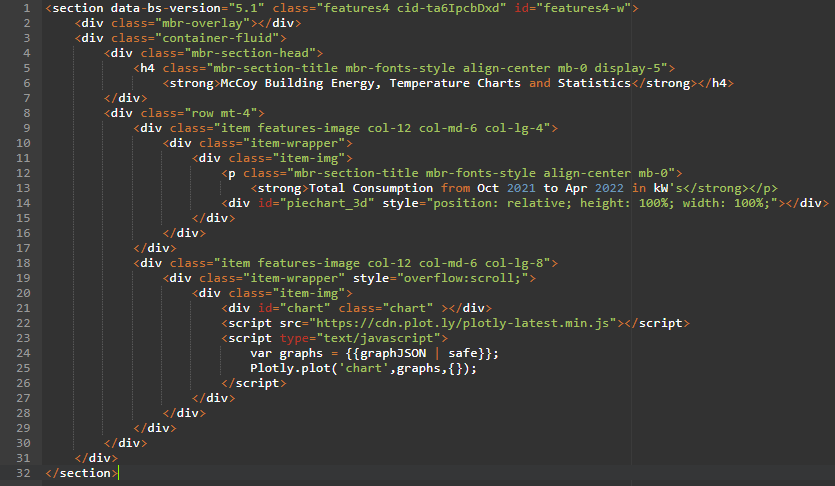 1 <section data-bs-version="5.1" class="features4 cid-ta6IpcbDxd" id="features4-w">
2 <div class="mbr-overlay"></div>
3 <div class="container-fluid">
4 <div class="mbr-section-head">
5 <h4 class="mbr-section-title mbr-fonts-style align-center mb-0 display-5">
6 <strong>McCoy Building Energy, Temperature Charts and Statistics</strong></h4>
7 </div>
8 <div class="row mt-4">
9 <div class="item features-image col-12 col-md-6 col-lg-4">
10 <div class="item-wrapper">
11 <div class="item-img">
12 <p class="mbr-section-title mbr-fonts-style align-center mb-0">
13 <strong>Total Consumption from Oct 2021 to Apr 2022 in kW's</strong></p>
14 <div id="piechart_3d" style="position: relative; height: 100%; width: 100%;"></div>
15 </div>
16 </div>
17 </div>
18 <div class="item features-image col-12 col-md-6 col-lg-8">
19 <div class="item-wrapper" style="overflow:scroll;">
20 <div class="item-img">
21 <div id="chart" class="chart" ></div>
22 <script src="https://cdn.plot.ly/plotly-latest.min.js"></script>
23 <script type="text/javascript">
24 var graphs = {{graphJSON | safe}};
25 Plotly.plot('chart',graphs,{});
26 </script>
27 </div>
28 </div>
29 </div>
30 </div>
31 </div>
32 </section>